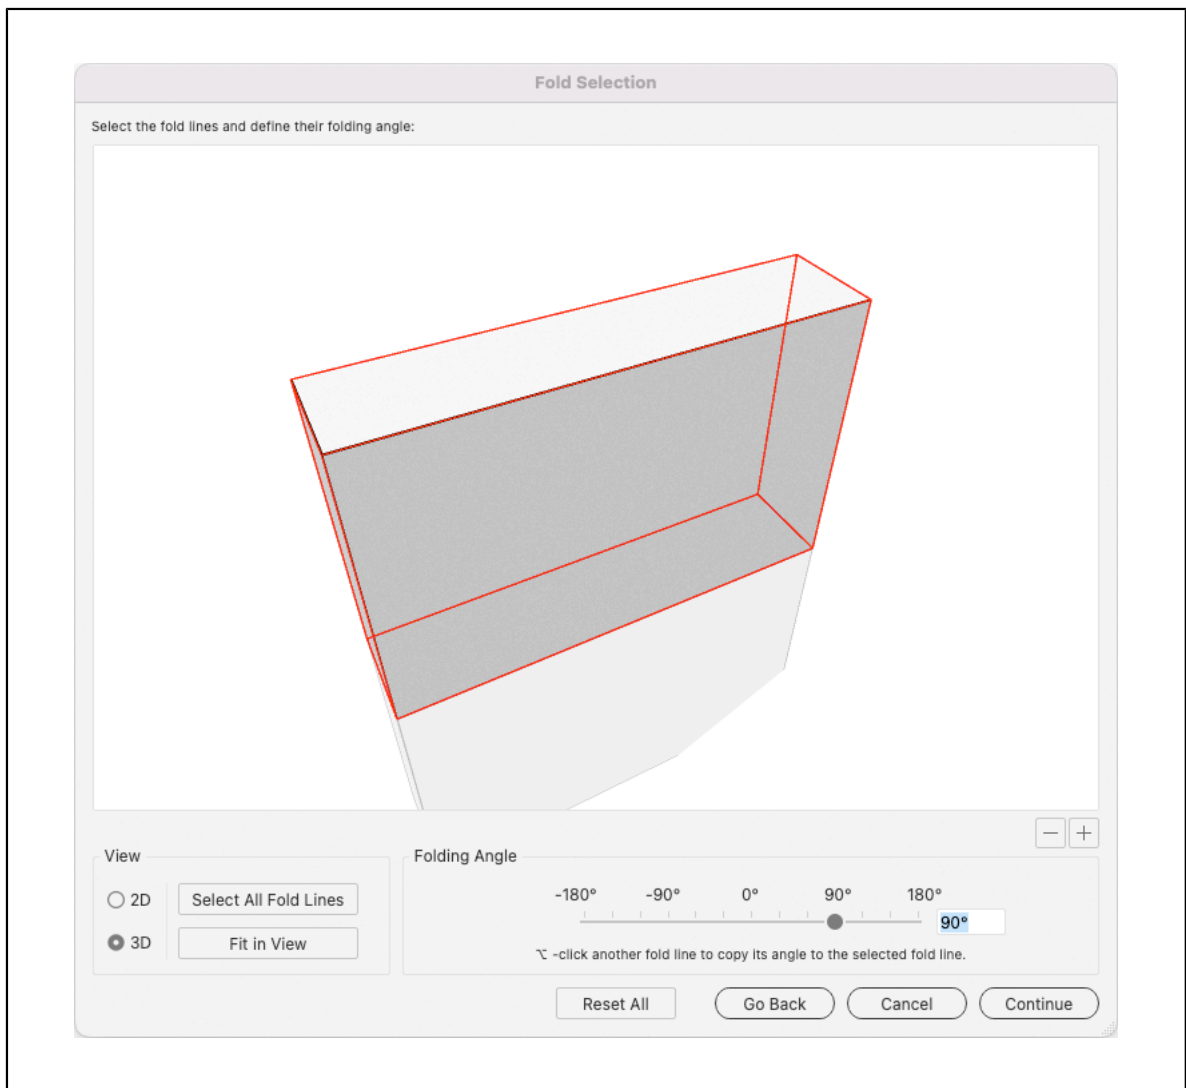 Fold Selection
Select the fold lines and define their folding angle:
− +
View
Folding Angle
2D
Select All Fold Lines
3D
Fit in View
-180° -90° 0° 90° 180°
90°
⌥ -click another fold line to copy its angle to the selected fold line.
Reset All
Go Back
Cancel
Continue